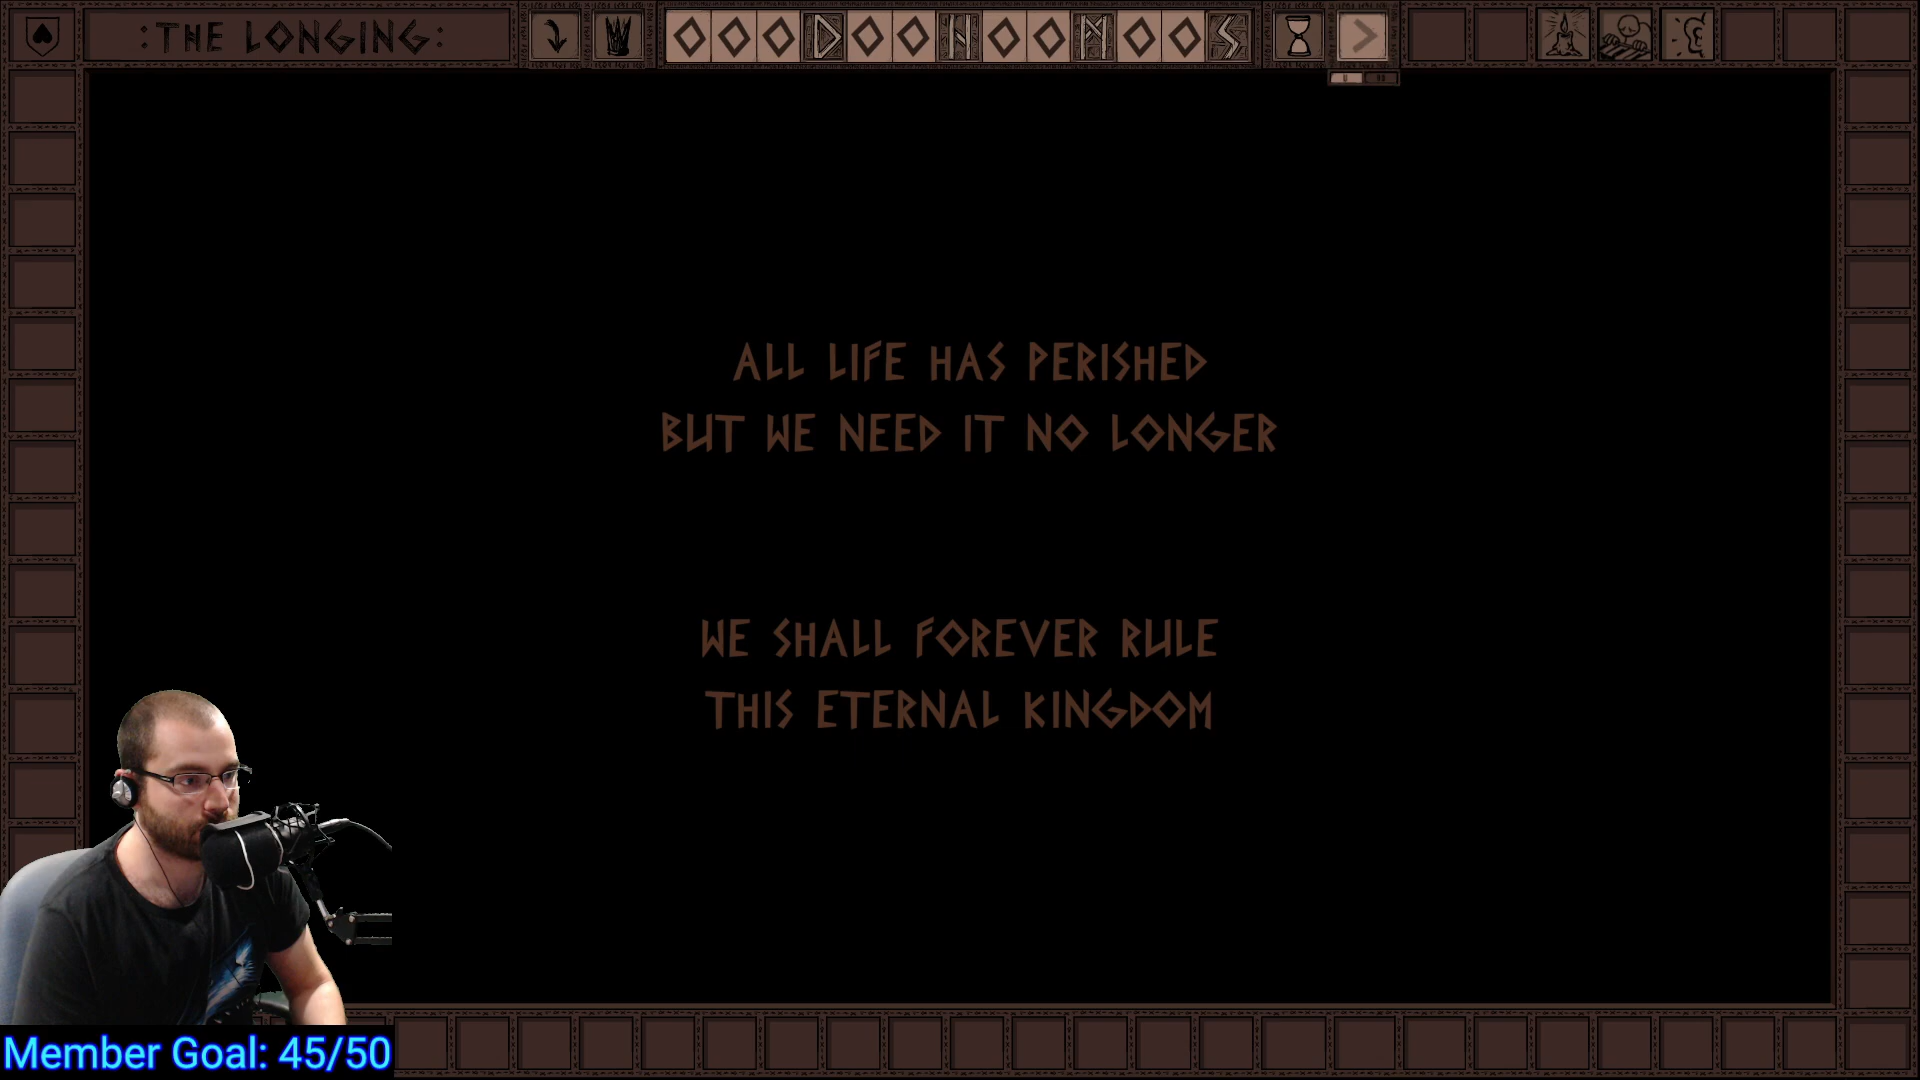 :THE LONGING:
D H M S
ALL LIFE HAS PERISHED
BUT WE NEED IT NO LONGER
WE SHALL FOREVER RULE
THIS ETERNAL KINGDOM
Member Goal: 45/50